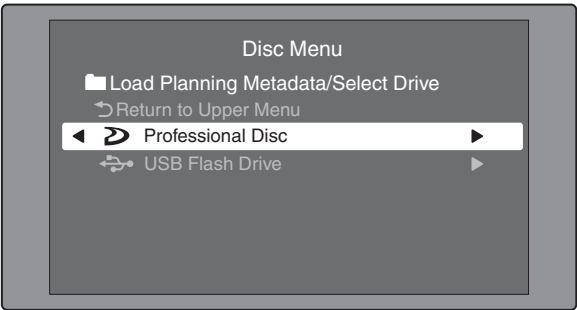 Disc Menu
Load Planning Metadata/Select Drive
Return to Upper Menu
Professional Disc
USB Flash Drive